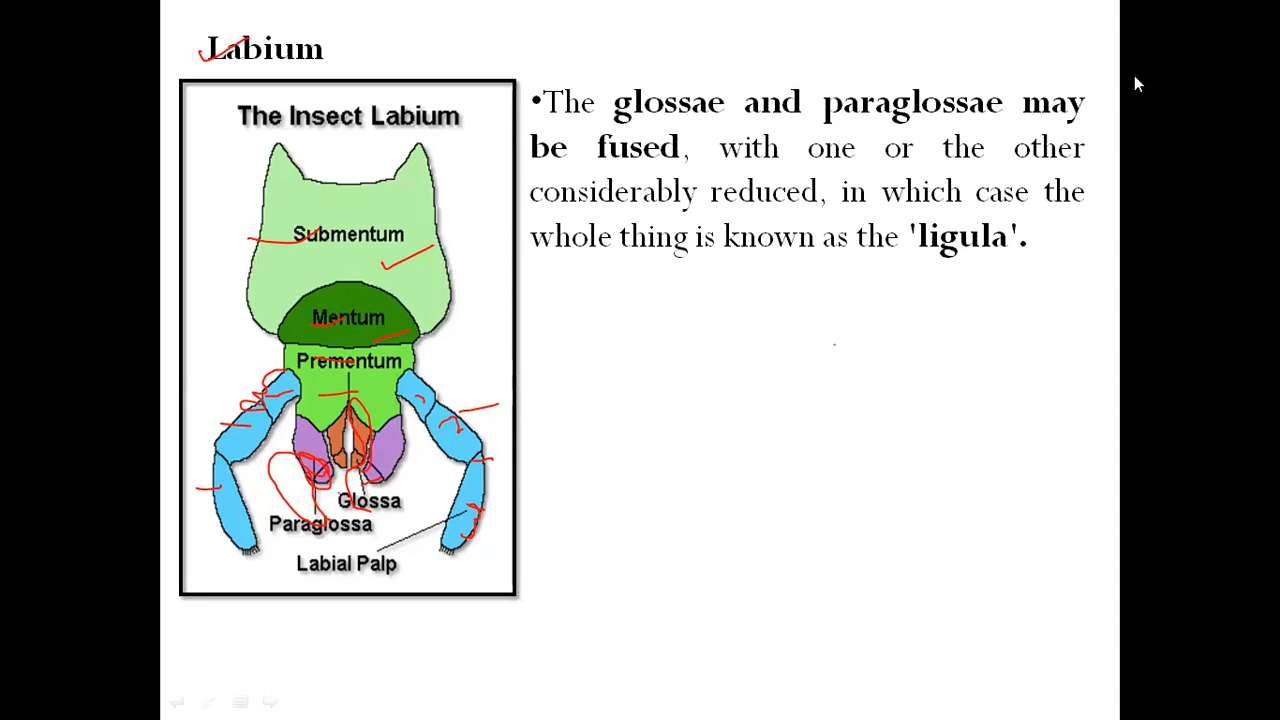 Labium
The Insect Labium
Submentum
Mentum
Prementum
Glossa
Paraglossa
Labial Palp
•The glossae and paraglossae may
be fused, with one or the other
considerably reduced, in which case the
whole thing is known as the 'ligula'.